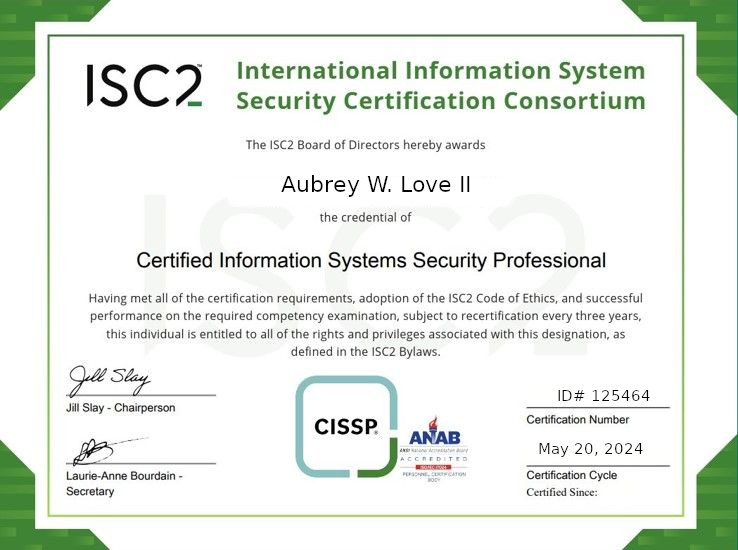 ISC2™
International Information System
Security Certification Consortium
The ISC2 Board of Directors hereby awards
Aubrey W. Love II
the credential of
Certified Information Systems Security Professional
Having met all of the certification requirements, adoption of the ISC2 Code of Ethics, and successful
performance on the required competency examination, subject to recertification every three years,
this individual is entitled to all of the rights and privileges associated with this designation, as
defined in the ISC2 Bylaws.
Jill Slay
Jill Slay - Chairperson
Laurie-Anne Bourdain -
Secretary
CISSP®
ANAB
ANSI National Accreditation Board
ACCREDITED
PERSONNEL CERTIFICATION
BODY
ID# 125464
Certification Number
May 20, 2024
Certification Cycle
Certified Since: